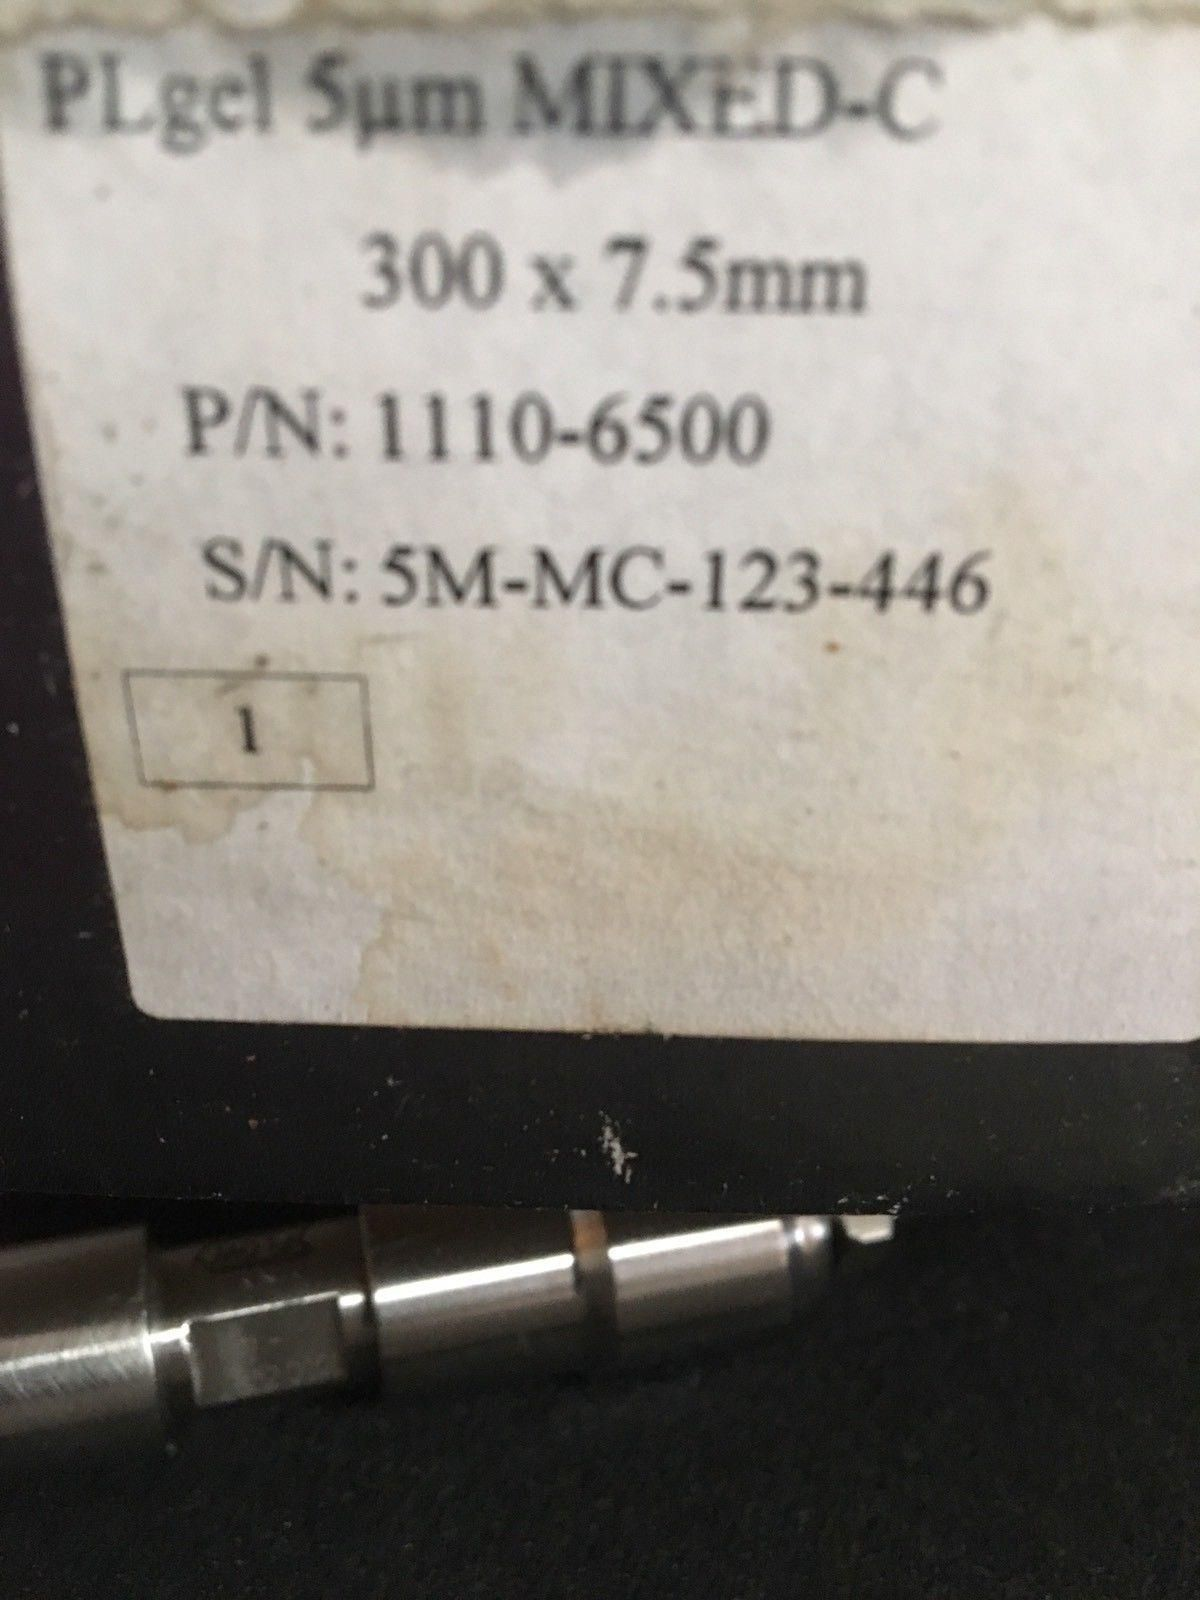 PLgel 5µm MIXED-C
300 x 7.5mm
P/N: 1110-6500
S/N: 5M-MC-123-446
1